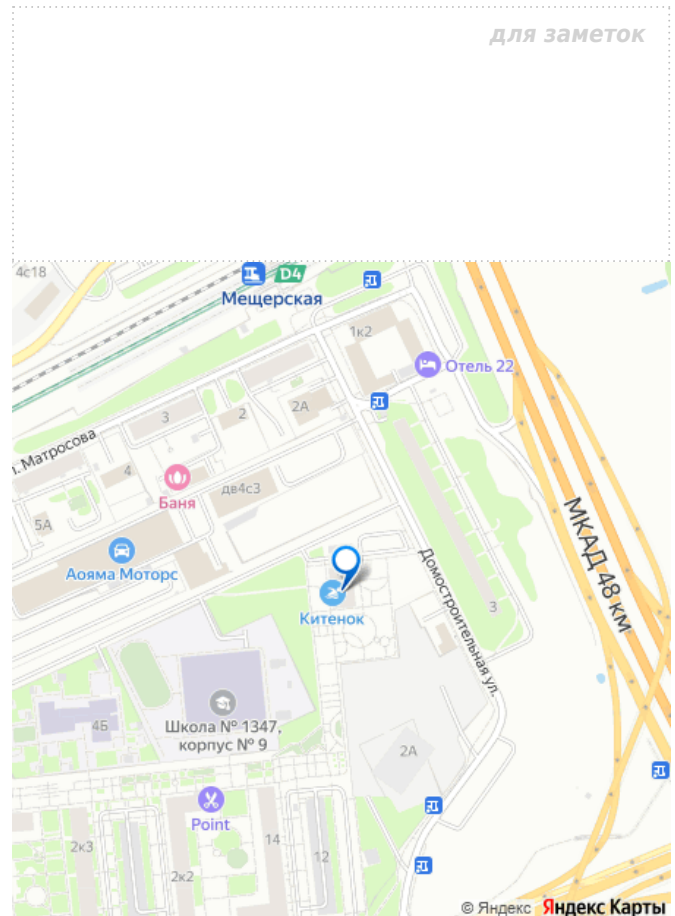 для заметок
4с18
D4
Мещерская
1к2
Отель 22
2А
2
3
. Матросова
4
Баня
дв4с3
5А
Аояма Моторс
МКАД 48 км
Домостроительная ул.
Китенок
3
Школа № 1347,
корпус № 9
4Б
2А
Point
2к3
14
12
2к2
© Яндекс Яндекс Карты